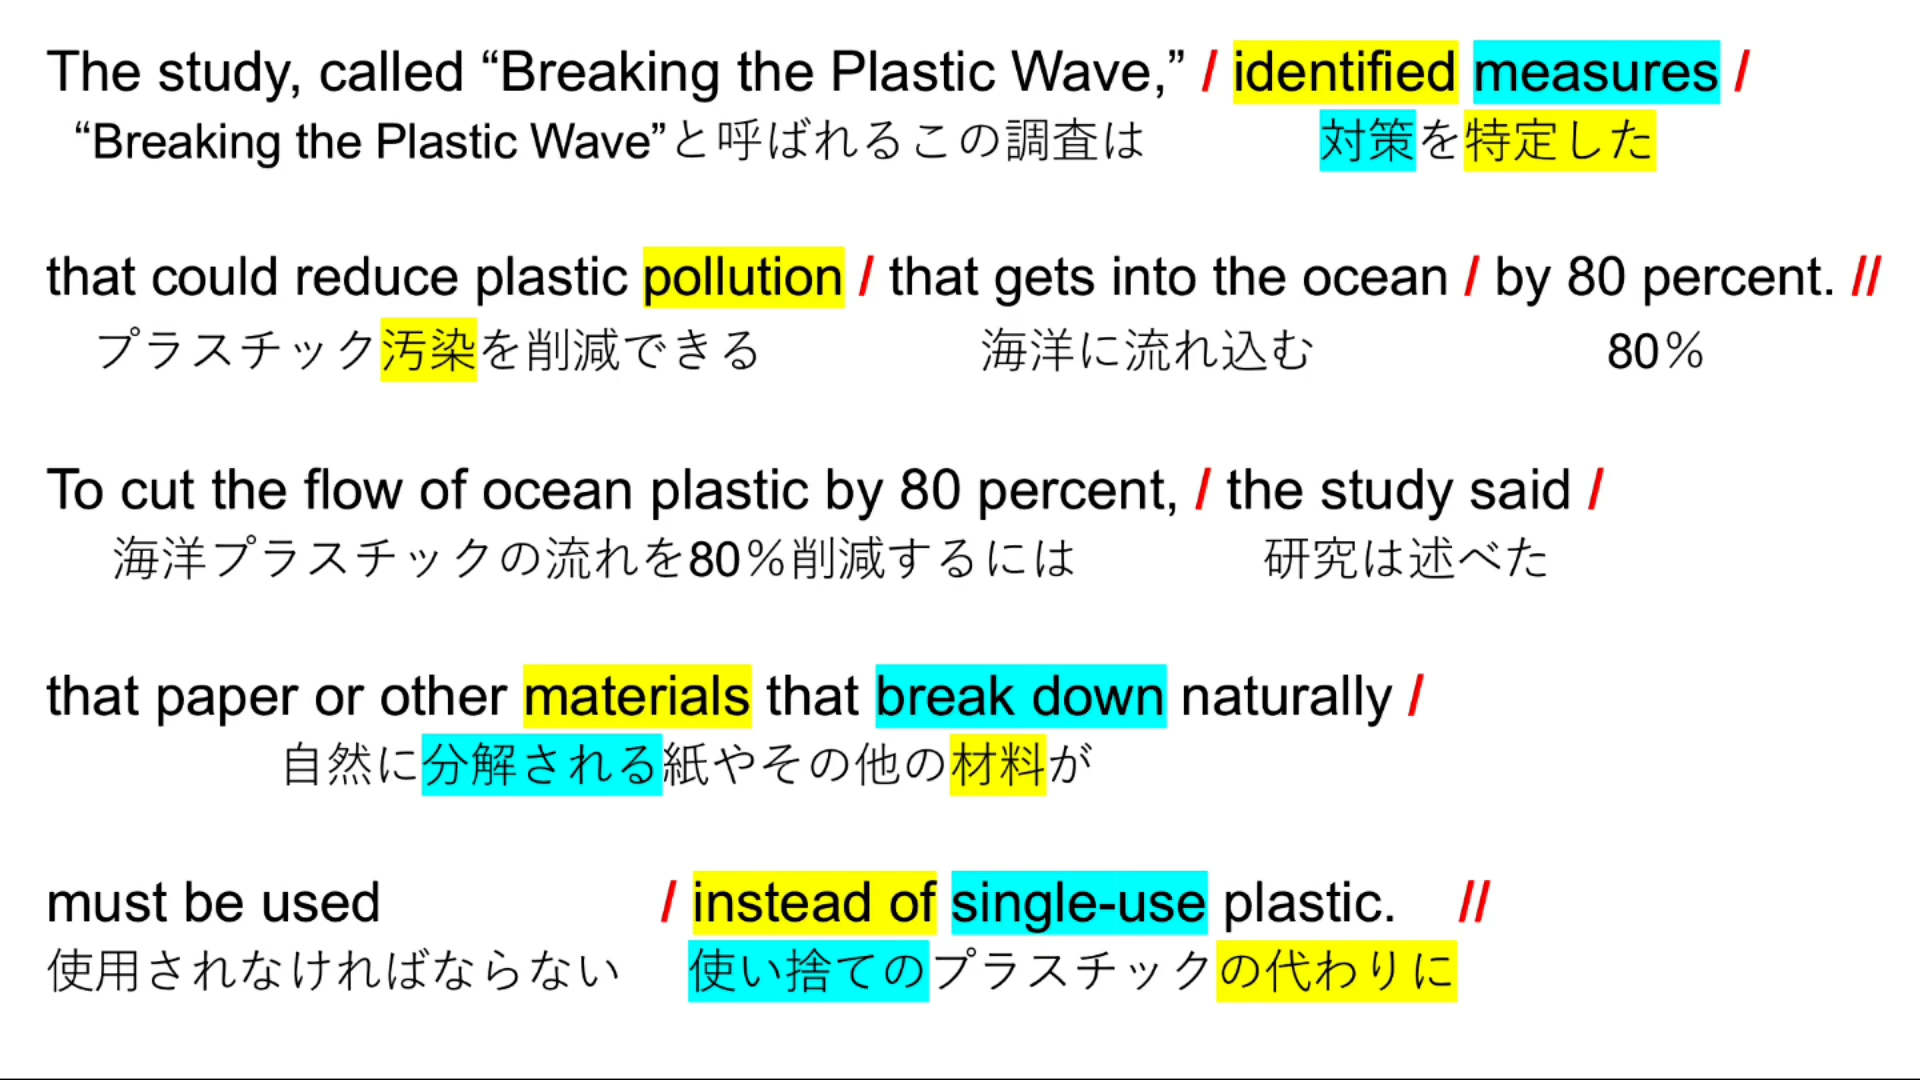 The study, called “Breaking the Plastic Wave,” / identified measures /
“Breaking the Plastic Wave”と呼ばれるこの調査は 対策を特定した
that could reduce plastic pollution / that gets into the ocean / by 80 percent. //
プラスチック汚染を削減できる 海洋に流れ込む 80％
To cut the flow of ocean plastic by 80 percent, / the study said /
海洋プラスチックの流れを80％削減するには 研究は述べた
that paper or other materials that break down naturally /
自然に分解される紙やその他の材料が
must be used / instead of single-use plastic. //
使用されなければならない 使い捨てのプラスチックの代わりに